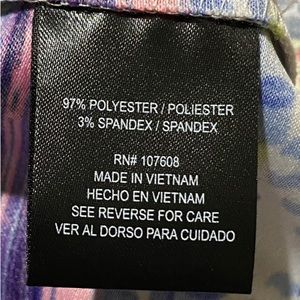 97% POLYESTER / POLIESTER
3% SPANDEX / SPANDEX
RN# 107608
MADE IN VIETNAM
HECHO EN VIETNAM
SEE REVERSE FOR CARE
VER AL DORSO PARA CUIDADO